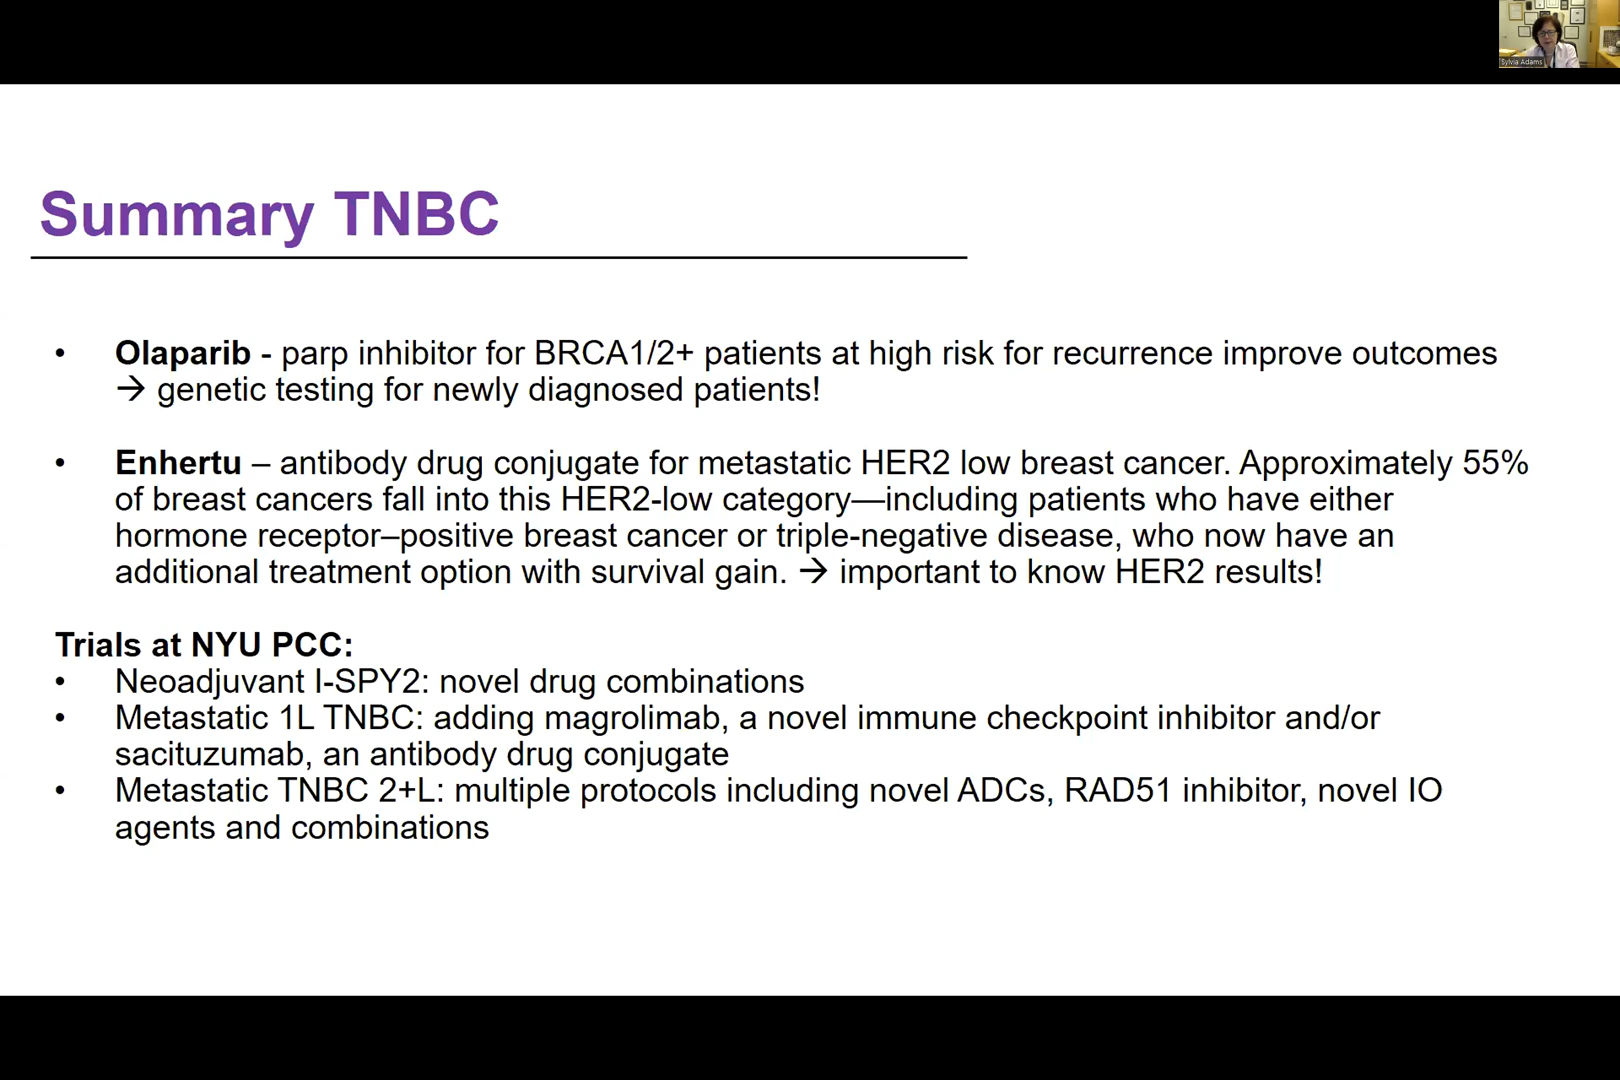 Sylvia Adams
Summary TNBC
• Olaparib - parp inhibitor for BRCA1/2+ patients at high risk for recurrence improve outcomes
→ genetic testing for newly diagnosed patients!
• Enhertu – antibody drug conjugate for metastatic HER2 low breast cancer. Approximately 55%
of breast cancers fall into this HER2-low category—including patients who have either
hormone receptor–positive breast cancer or triple-negative disease, who now have an
additional treatment option with survival gain. → important to know HER2 results!
Trials at NYU PCC:
• Neoadjuvant I-SPY2: novel drug combinations
• Metastatic 1L TNBC: adding magrolimab, a novel immune checkpoint inhibitor and/or
sacituzumab, an antibody drug conjugate
• Metastatic TNBC 2+L: multiple protocols including novel ADCs, RAD51 inhibitor, novel IO
agents and combinations